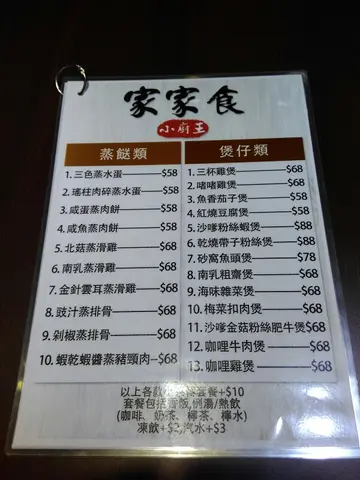 家家食
小廚王
蒸餸類
1. 三色蒸水蛋 $58
2. 瑤柱肉碎蒸水蛋 $58
3. 咸蛋蒸肉餅 $58
4. 咸魚蒸肉餅 $58
5. 北菇蒸滑雞 $68
6. 南乳蒸滑雞 $68
7. 金針雲耳蒸滑雞 $68
8. 豉汁蒸排骨 $68
9. 剁椒蒸排骨 $68
10. 蝦乾蝦醬蒸豬頸肉 $68
煲仔類
1. 三杯雞煲 $68
2. 啫啫雞煲 $68
3. 魚香茄子煲 $58
4. 紅燒豆腐煲 $58
5. 沙嗲粉絲蝦煲 $88
6. 乾燒帶子粉絲煲 $88
7. 砂窩魚頭煲 $78
8. 南乳粗齋煲 $68
9. 海味雜菜煲 $68
10. 梅菜扣肉煲 $68
11. 沙嗲金菇粉絲肥牛煲 $68
12. 咖哩牛肉煲 $68
13. 咖哩雞煲 $68
以上各款 套餐+$10
套餐包括香飯,例湯/熱飲
(咖啡、奶茶、檸茶、檸水)
凍飲+$2,汽水+$3